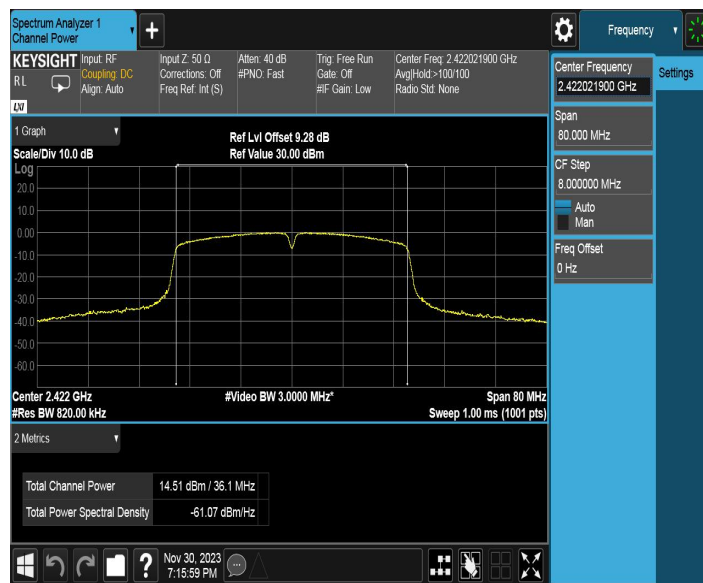 Spectrum Analyzer 1
Channel Power
+
Frequency
KEYSIGHT
RL
LXI
Input: RF
Coupling: DC
Align: Auto
Input Z: 50 Ω
Corrections: Off
Freq Ref: Int (S)
Atten: 40 dB
#PNO: Fast
Trig: Free Run
Gate: Off
#IF Gain: Low
Center Freq: 2.422021900 GHz
Avg|Hold:>100/100
Radio Std: None
Center Frequency
2.422021900 GHz
Settings
Span
80.000 MHz
CF Step
8.000000 MHz
Auto
Man
Freq Offset
0 Hz
1 Graph
Scale/Div 10.0 dB
Ref Lvl Offset 9.28 dB
Ref Value 30.00 dBm
Log
20.0
10.0
0.00
-10.0
-20.0
-30.0
-40.0
-50.0
-60.0
Center 2.422 GHz
#Video BW 3.0000 MHz*
Span 80 MHz
#Res BW 820.00 kHz
Sweep 1.00 ms (1001 pts)
2 Metrics
Total Channel Power 14.51 dBm / 36.1 MHz
Total Power Spectral Density -61.07 dBm/Hz
?
Nov 30, 2023
7:15:59 PM